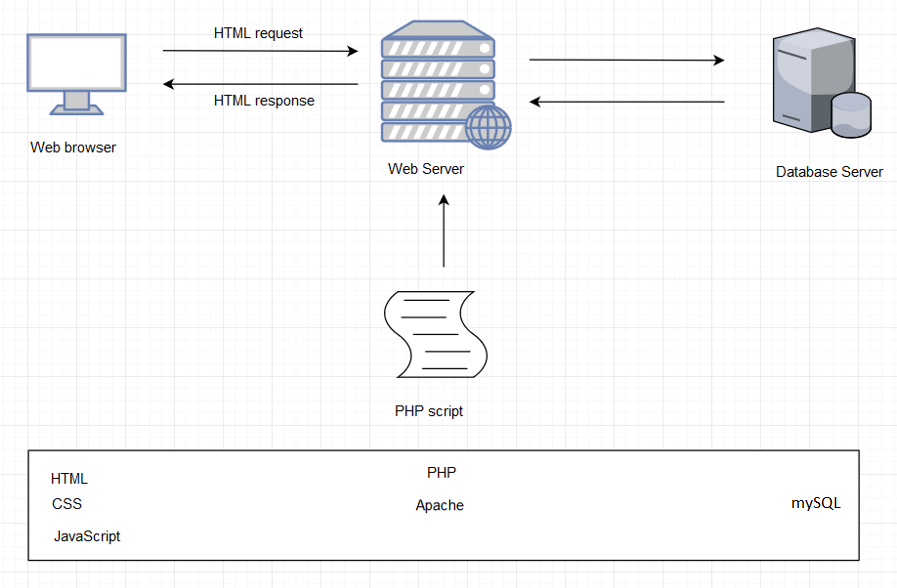 HTML request
HTML response
Web browser
Web Server
Database Server
PHP script
HTML
CSS
JavaScript
PHP
Apache
mySQL